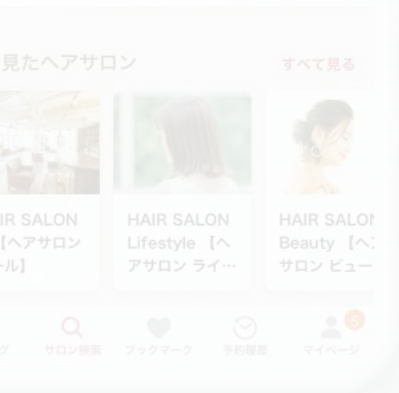 見たヘアサロン
すべて見る
IR SALON
【ヘアサロン
ール】
HAIR SALON
Lifestyle 【ヘ
アサロン ライ…
HAIR SALON
Beauty 【ヘア
サロン ビュー
グ
サロン検索
ブックマーク
予約履歴
マイページ
5